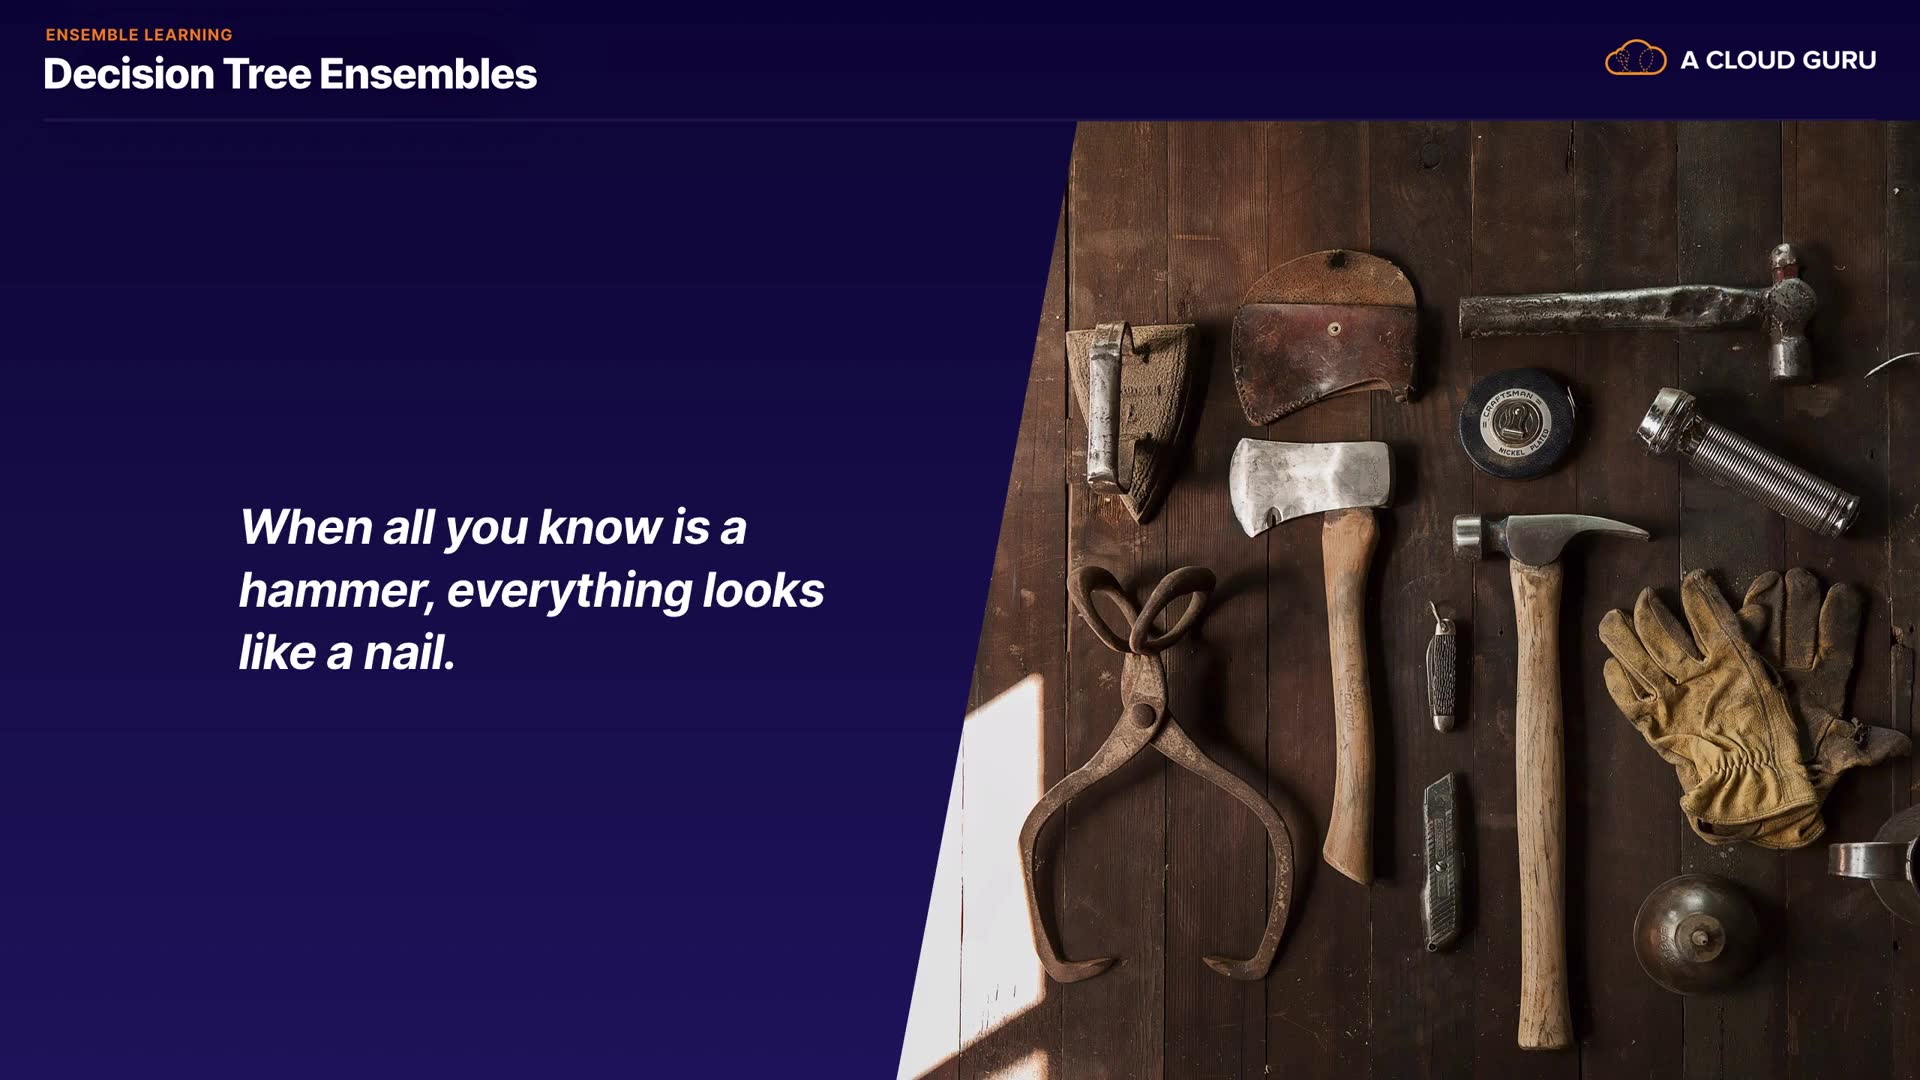 ENSEMBLE LEARNING
Decision Tree Ensembles
A CLOUD GURU
When all you know is a
hammer, everything looks
like a nail.
CRAFTSMAN
NICKEL PLATED